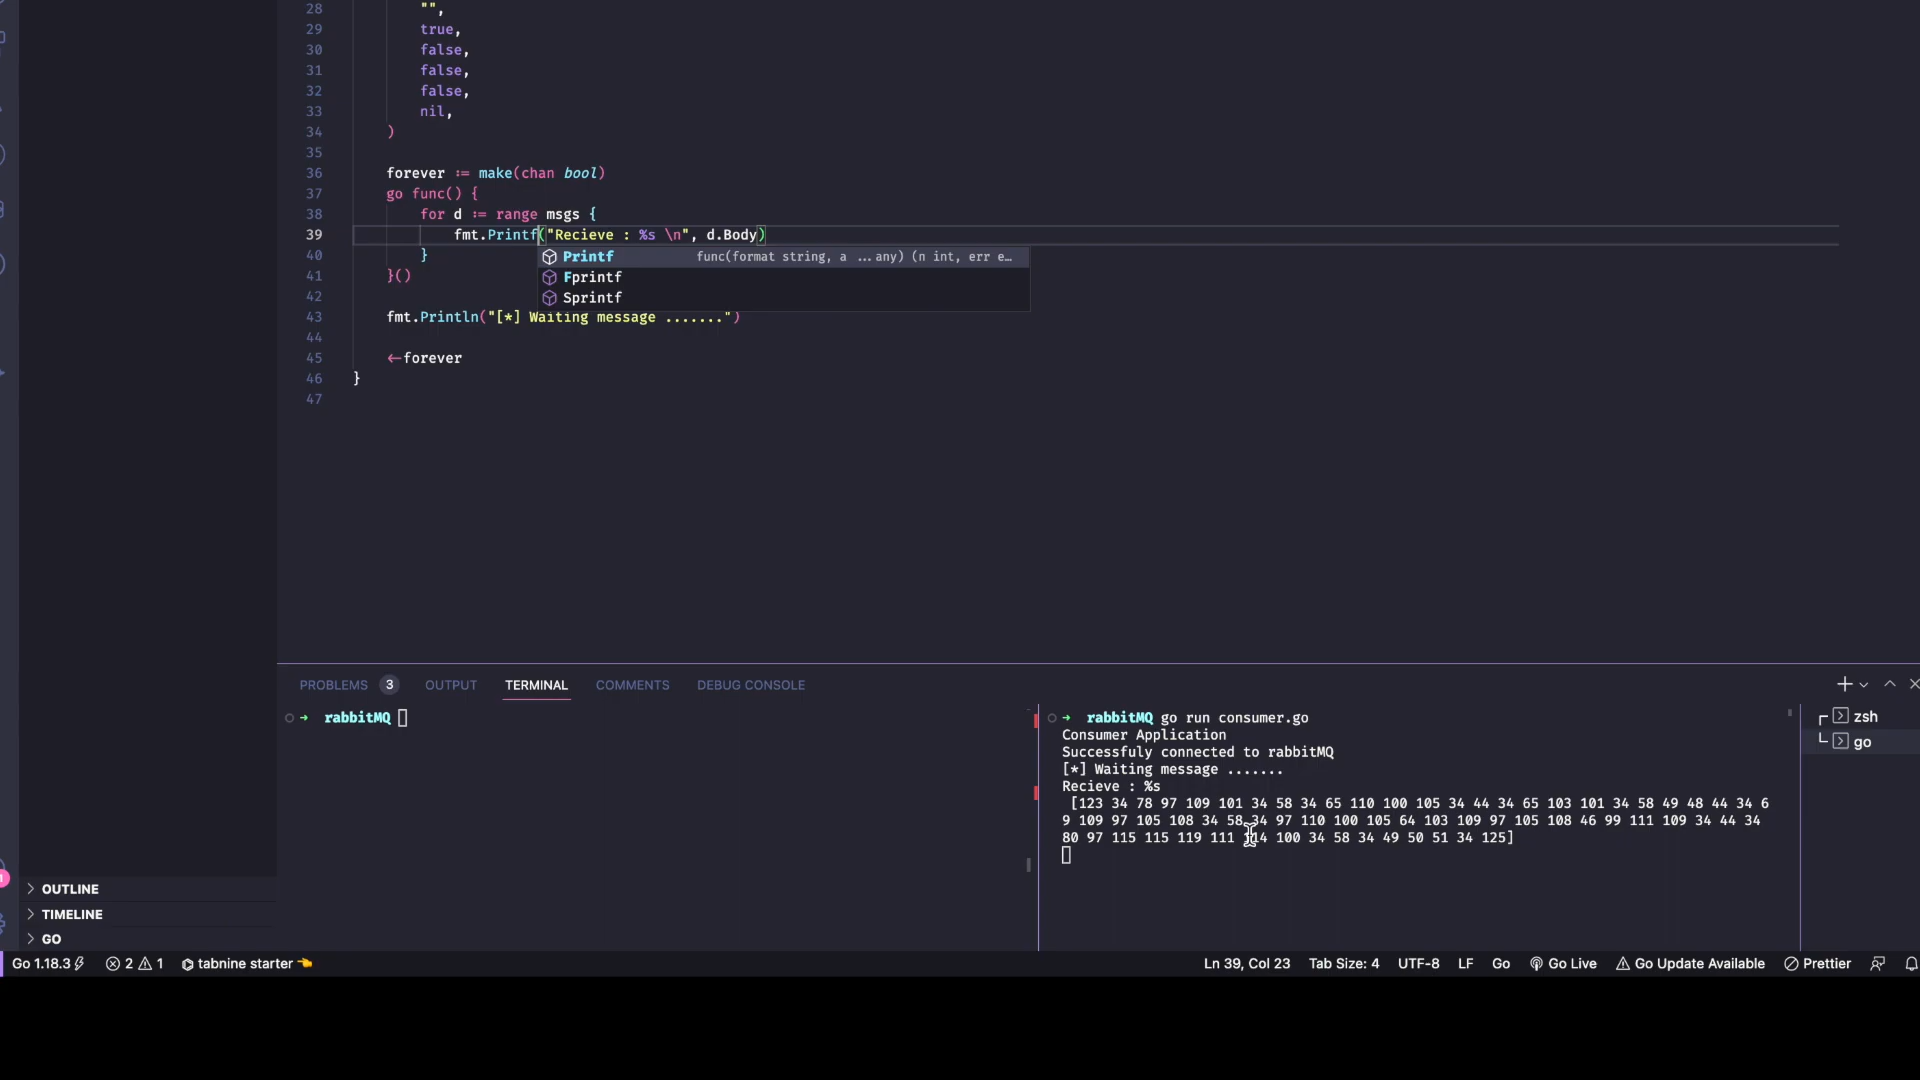 28 "",
29 true,
30 false,
31 false,
32 false,
33 nil,
34 )
35
36 forever := make(chan bool)
37 go func() {
38 for d := range msgs {
39 fmt.Printf("Recieve : %s \n", d.Body)
40 }
Printf func(format string, a ...any) (n int, err e...
41 }()
Fprintf
42
Sprintf
43 fmt.Println("[*] Waiting message .......")
44
45 <-forever
46 }
47
PROBLEMS 3 OUTPUT TERMINAL COMMENTS DEBUG CONSOLE
→ rabbitMQ
→ rabbitMQ go run consumer.go
Consumer Application
Successfuly connected to rabbitMQ
[*] Waiting message .......
Recieve : %s
[123 34 78 97 109 101 34 58 34 65 110 100 105 34 44 34 65 103 101 34 58 49 48 44 34 6
9 109 97 105 108 34 58 34 97 110 100 105 64 103 109 97 105 108 46 99 111 109 34 44 34
80 97 115 115 119 111 114 100 34 58 34 49 50 51 34 125]
zsh
go
OUTLINE
TIMELINE
GO
Go 1.18.3 2 1 tabnine starter Ln 39, Col 23 Tab Size: 4 UTF-8 LF Go Go Live Go Update Available Prettier